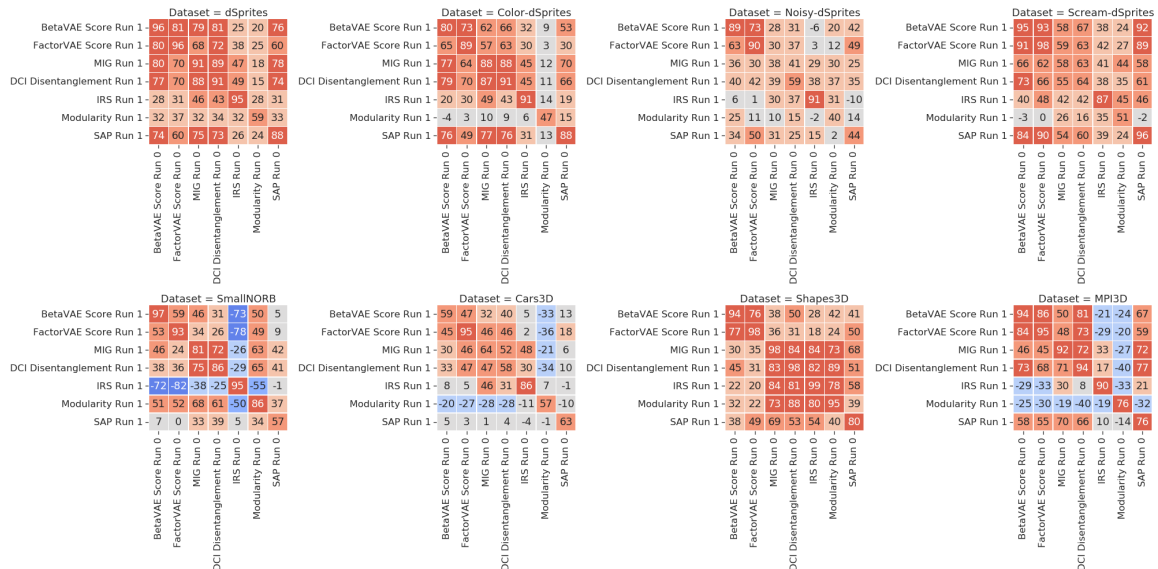 Dataset = dSprites
BetaVAE Score Run 1 96 81 79 81 25 20 76
FactorVAE Score Run 1 80 96 68 72 38 25 60
MIG Run 1 80 70 91 89 47 18 78
DCI Disentanglement Run 1 77 70 88 91 49 15 74
IRS Run 1 28 31 46 43 95 28 31
Modularity Run 1 32 37 32 34 32 59 33
SAP Run 1 74 60 75 73 26 24 88
BetaVAE Score Run 0
FactorVAE Score Run 0
MIG Run 0
DCI Disentanglement Run 0
IRS Run 0
Modularity Run 0
SAP Run 0
Dataset = Color-dSprites
BetaVAE Score Run 1 80 73 62 66 32 9 53
FactorVAE Score Run 1 65 89 57 63 30 3 30
MIG Run 1 77 64 88 88 45 12 70
DCI Disentanglement Run 1 79 70 87 91 45 11 66
IRS Run 1 20 30 49 43 91 14 19
Modularity Run 1 -4 3 10 9 6 47 15
SAP Run 1 76 49 77 76 31 13 88
BetaVAE Score Run 0
FactorVAE Score Run 0
MIG Run 0
DCI Disentanglement Run 0
IRS Run 0
Modularity Run 0
SAP Run 0
Dataset = Noisy-dSprites
BetaVAE Score Run 1 89 73 28 31 -6 20 42
FactorVAE Score Run 1 63 90 30 37 3 12 49
MIG Run 1 36 30 38 41 29 30 25
DCI Disentanglement Run 1 40 42 39 59 38 37 35
IRS Run 1 6 1 30 37 91 31 -10
Modularity Run 1 25 11 10 15 -2 40 14
SAP Run 1 34 50 31 25 15 2 44
BetaVAE Score Run 0
FactorVAE Score Run 0
MIG Run 0
DCI Disentanglement Run 0
IRS Run 0
Modularity Run 0
SAP Run 0
Dataset = Scream-dSprites
BetaVAE Score Run 1 95 93 58 67 38 24 92
FactorVAE Score Run 1 91 98 59 63 42 27 89
MIG Run 1 66 62 58 63 41 44 58
DCI Disentanglement Run 1 73 66 55 64 38 35 61
IRS Run 1 40 48 42 42 87 45 46
Modularity Run 1 -3 0 26 16 35 51 -2
SAP Run 1 84 90 54 60 39 24 96
BetaVAE Score Run 0
FactorVAE Score Run 0
MIG Run 0
DCI Disentanglement Run 0
IRS Run 0
Modularity Run 0
SAP Run 0
Dataset = SmallNORB
BetaVAE Score Run 1 97 59 46 31 -73 50 5
FactorVAE Score Run 1 53 93 34 26 -78 49 9
MIG Run 1 46 24 81 72 -26 63 42
DCI Disentanglement Run 1 38 36 75 86 -29 65 41
IRS Run 1 -72 -82 -38 -25 95 -55 -1
Modularity Run 1 51 52 68 61 -50 86 37
SAP Run 1 7 0 33 39 5 34 57
BetaVAE Score Run 0
FactorVAE Score Run 0
MIG Run 0
DCI Disentanglement Run 0
IRS Run 0
Modularity Run 0
SAP Run 0
Dataset = Cars3D
BetaVAE Score Run 1 59 47 32 40 5 -33 13
FactorVAE Score Run 1 45 95 46 46 2 -36 18
MIG Run 1 30 46 64 52 48 -21 6
DCI Disentanglement Run 1 33 47 47 58 30 -34 10
IRS Run 1 8 5 46 31 86 7 -1
Modularity Run 1 -20 -27 -28 -28 -11 57 -10
SAP Run 1 5 3 1 4 -4 -1 63
BetaVAE Score Run 0
FactorVAE Score Run 0
MIG Run 0
DCI Disentanglement Run 0
IRS Run 0
Modularity Run 0
SAP Run 0
Dataset = Shapes3D
BetaVAE Score Run 1 94 76 38 50 28 42 41
FactorVAE Score Run 1 77 98 36 31 18 24 50
MIG Run 1 30 35 98 84 84 73 68
DCI Disentanglement Run 1 45 31 83 98 82 89 51
IRS Run 1 22 20 84 81 99 78 58
Modularity Run 1 32 22 73 88 80 95 39
SAP Run 1 38 49 69 53 54 40 80
BetaVAE Score Run 0
FactorVAE Score Run 0
MIG Run 0
DCI Disentanglement Run 0
IRS Run 0
Modularity Run 0
SAP Run 0
Dataset = MPI3D
BetaVAE Score Run 1 94 86 50 81 -21 -24 67
FactorVAE Score Run 1 84 95 48 73 -29 -20 59
MIG Run 1 46 45 92 72 33 -27 72
DCI Disentanglement Run 1 73 68 71 94 17 -40 77
IRS Run 1 -29 -33 30 8 90 -33 21
Modularity Run 1 -25 -30 -19 -40 -19 76 -32
SAP Run 1 58 55 70 66 10 -14 76
BetaVAE Score Run 0
FactorVAE Score Run 0
MIG Run 0
DCI Disentanglement Run 0
IRS Run 0
Modularity Run 0
SAP Run 0